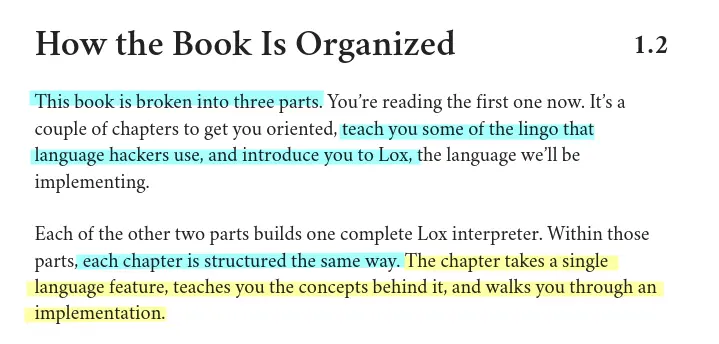 How the Book Is Organized 1.2
This book is broken into three parts. You’re reading the first one now. It’s a
couple of chapters to get you oriented, teach you some of the lingo that
language hackers use, and introduce you to Lox, the language we’ll be
implementing.
Each of the other two parts builds one complete Lox interpreter. Within those
parts, each chapter is structured the same way. The chapter takes a single
language feature, teaches you the concepts behind it, and walks you through an
implementation.